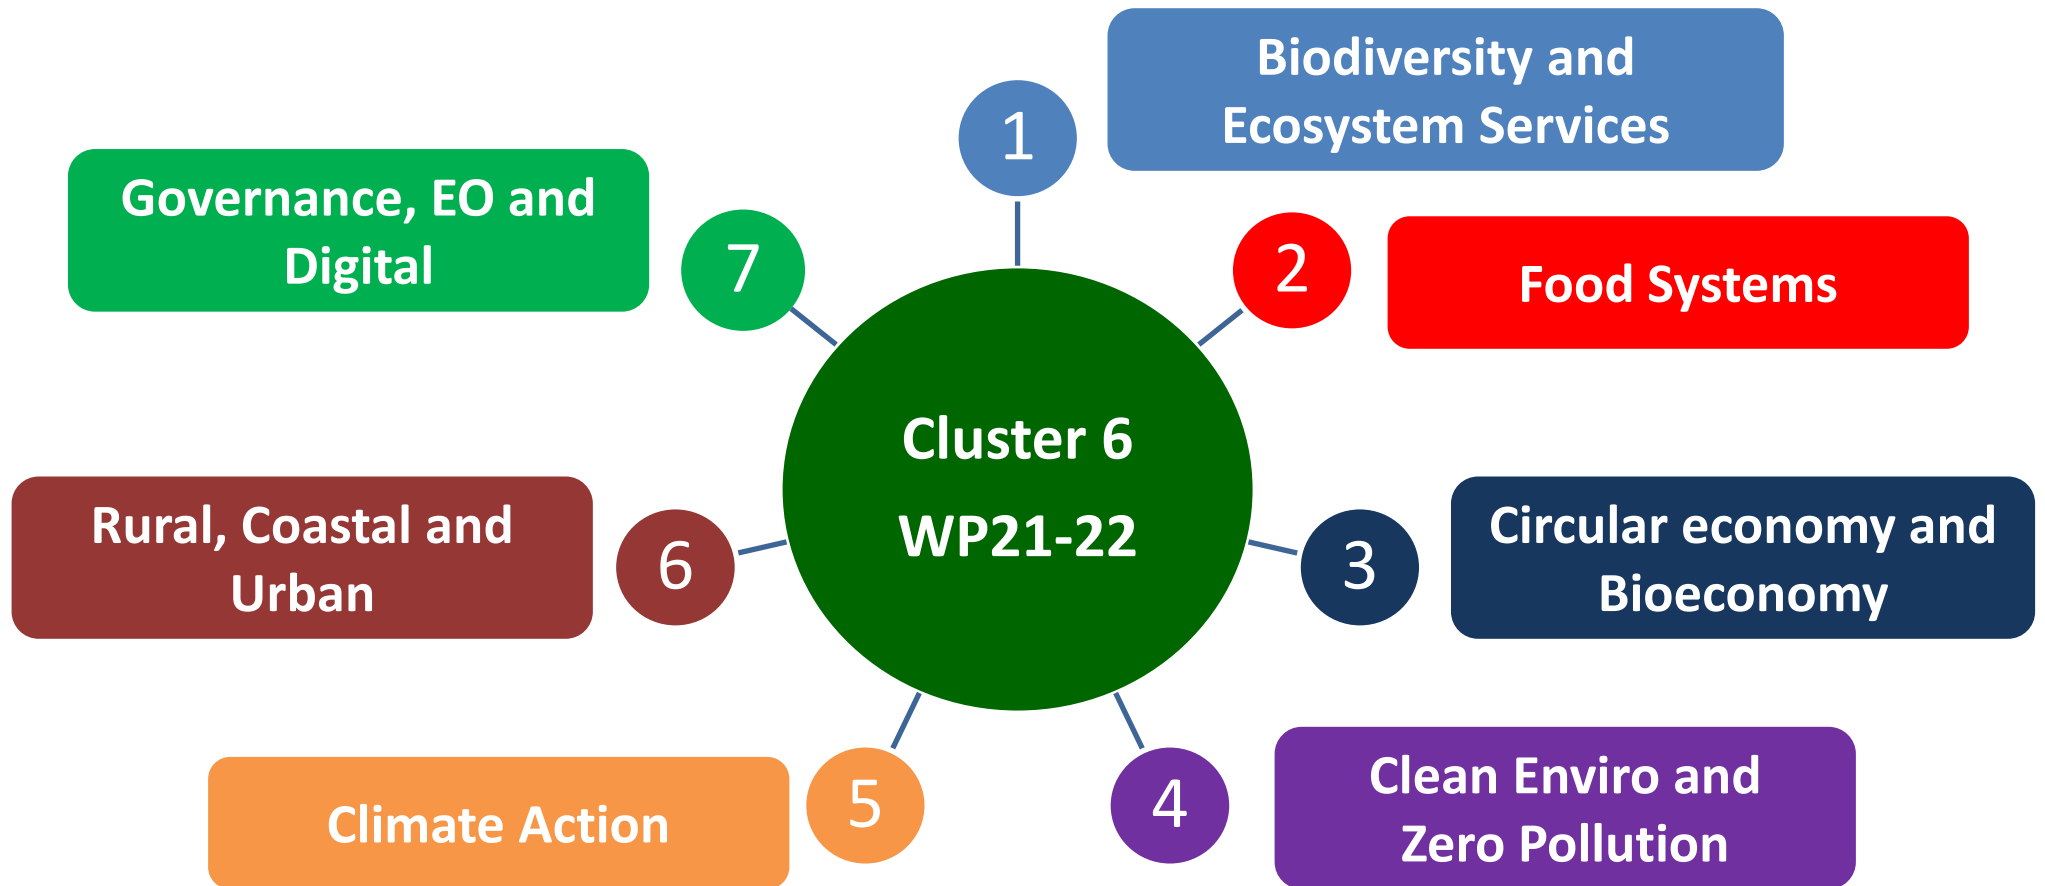 Cluster 6
WP21-22
1
Biodiversity and
Ecosystem Services
2
Food Systems
3
Circular economy and
Bioeconomy
4
Clean Enviro and
Zero Pollution
5
Climate Action
6
Rural, Coastal and
Urban
7
Governance, EO and
Digital